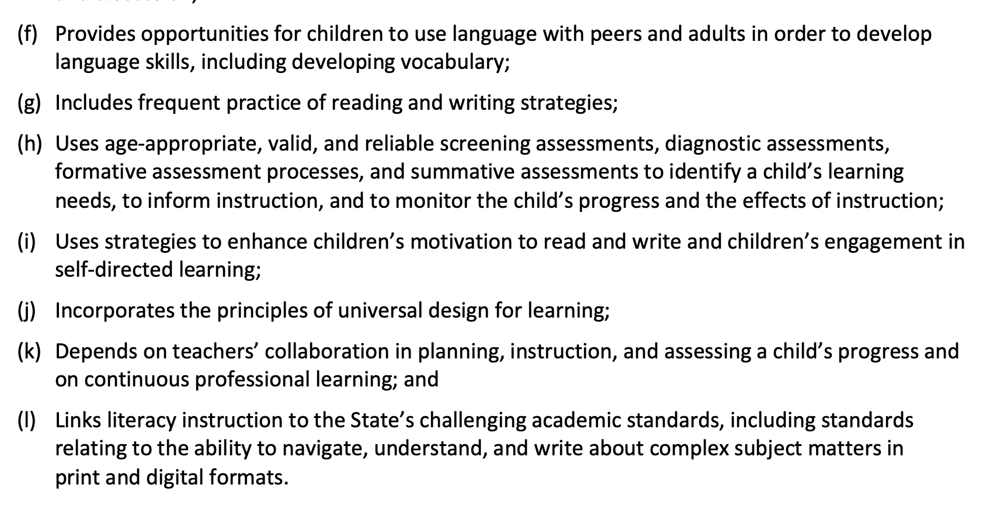 (f) Provides opportunities for children to use language with peers and adults in order to develop
language skills, including developing vocabulary;
(g) Includes frequent practice of reading and writing strategies;
(h) Uses age-appropriate, valid, and reliable screening assessments, diagnostic assessments,
formative assessment processes, and summative assessments to identify a child’s learning
needs, to inform instruction, and to monitor the child’s progress and the effects of instruction;
(i) Uses strategies to enhance children’s motivation to read and write and children’s engagement in
self-directed learning;
(j) Incorporates the principles of universal design for learning;
(k) Depends on teachers’ collaboration in planning, instruction, and assessing a child’s progress and
on continuous professional learning; and
(l) Links literacy instruction to the State’s challenging academic standards, including standards
relating to the ability to navigate, understand, and write about complex subject matters in
print and digital formats.